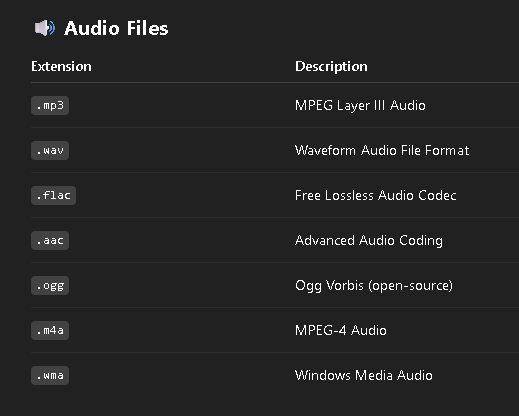 🔊 Audio Files
Extension Description
.mp3 MPEG Layer III Audio
.wav Waveform Audio File Format
.flac Free Lossless Audio Codec
.aac Advanced Audio Coding
.ogg Ogg Vorbis (open-source)
.m4a MPEG-4 Audio
.wma Windows Media Audio